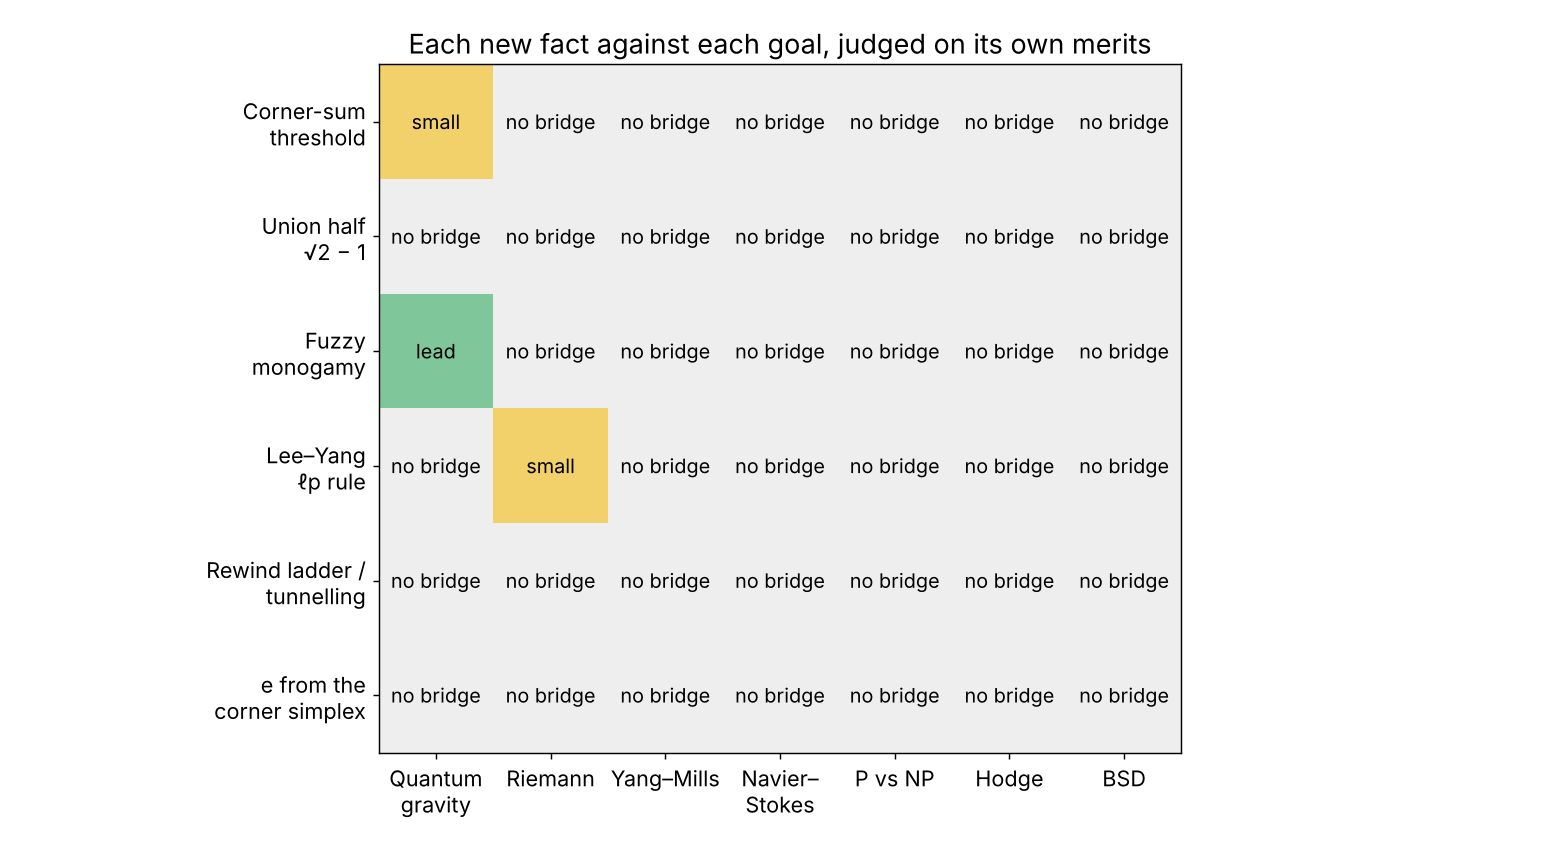 Each new fact against each goal, judged on its own merits
Corner-sum
threshold
small no bridge no bridge no bridge no bridge no bridge no bridge
Union half
√2 − 1
no bridge no bridge no bridge no bridge no bridge no bridge no bridge
Fuzzy
monogamy
lead no bridge no bridge no bridge no bridge no bridge no bridge
Lee–Yang
ℓp rule
no bridge small no bridge no bridge no bridge no bridge no bridge
Rewind ladder /
tunnelling
no bridge no bridge no bridge no bridge no bridge no bridge no bridge
e from the
corner simplex
no bridge no bridge no bridge no bridge no bridge no bridge no bridge
Quantum
gravity
Riemann
Yang–Mills
Navier–
Stokes
P vs NP
Hodge
BSD